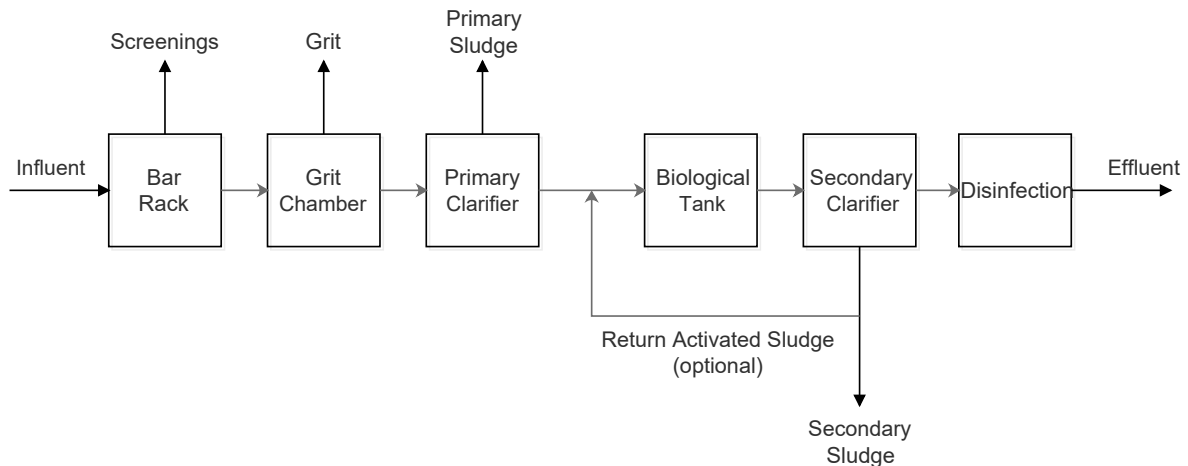 Screenings
Grit
Primary
Sludge
Influent
Bar
Rack
Grit
Chamber
Primary
Clarifier
Biological
Tank
Secondary
Clarifier
Disinfection
Effluent
Return Activated Sludge
(optional)
Secondary
Sludge